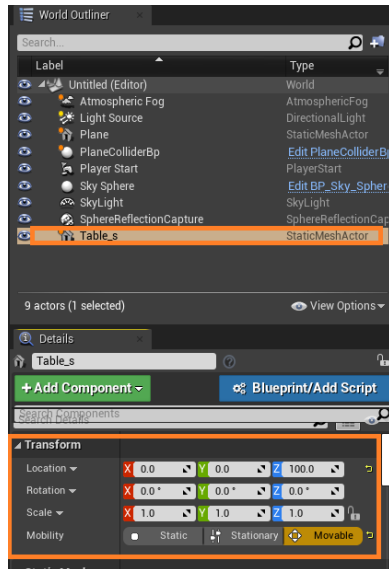 World Outliner
Search...
Label Type
Untitled (Editor) World
Atmospheric Fog AtmosphericFog
Light Source DirectionalLight
Plane StaticMeshActor
PlaneColliderBp Edit PlaneColliderB
Player Start PlayerStart
Sky Sphere Edit BP_Sky_Spher
SkyLight SkyLight
SphereReflectionCapture SphereReflectionCap
Table_s StaticMeshActor
9 actors (1 selected) View Options
Details
Table_s
+Add Component Blueprint/Add Script
Search Components
Search Details
Transform
Location X 0.0 Y 0.0 Z 100.0
Rotation X 0.0° Y 0.0° Z 0.0°
Scale X 1.0 Y 1.0 Z 1.0
Mobility Static Stationary Movable